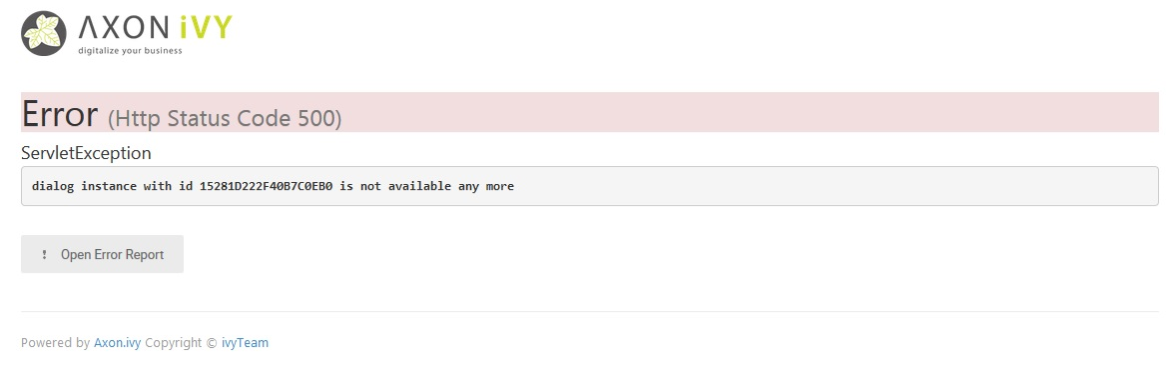 AXON iVY
digitalize your business
Error (Http Status Code 500)
ServletException
dialog instance with id 15281D222F40B7C0EB0 is not available any more
! Open Error Report
Powered by Axon.ivy Copyright © ivyTeam